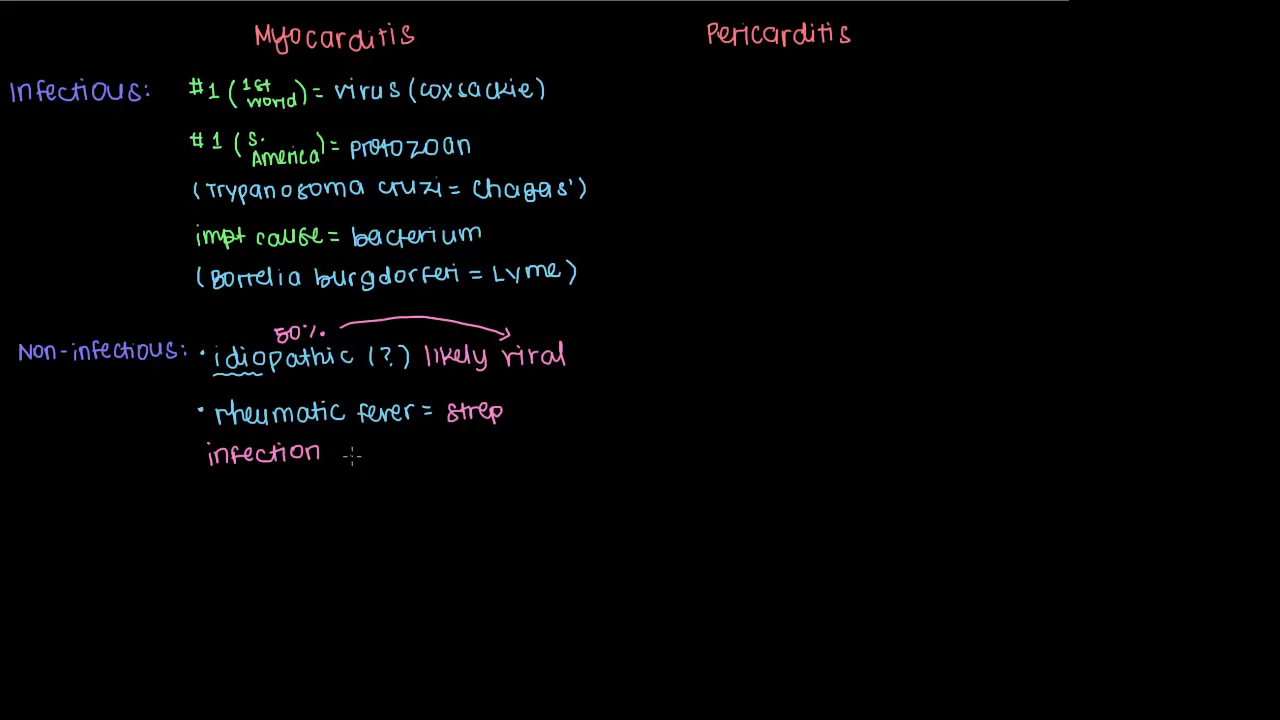 Myocarditis Pericarditis
Infectious: #1 (1st world) = virus (coxsackie)
#1 (S. America) = protozoan
(Trypanosoma cruzi = Chagas')
impt cause = bacterium
(Borrelia burgdorferi = Lyme)
50%
Non-infectious: • idiopathic (?) likely viral
• rheumatic fever = strep
infection